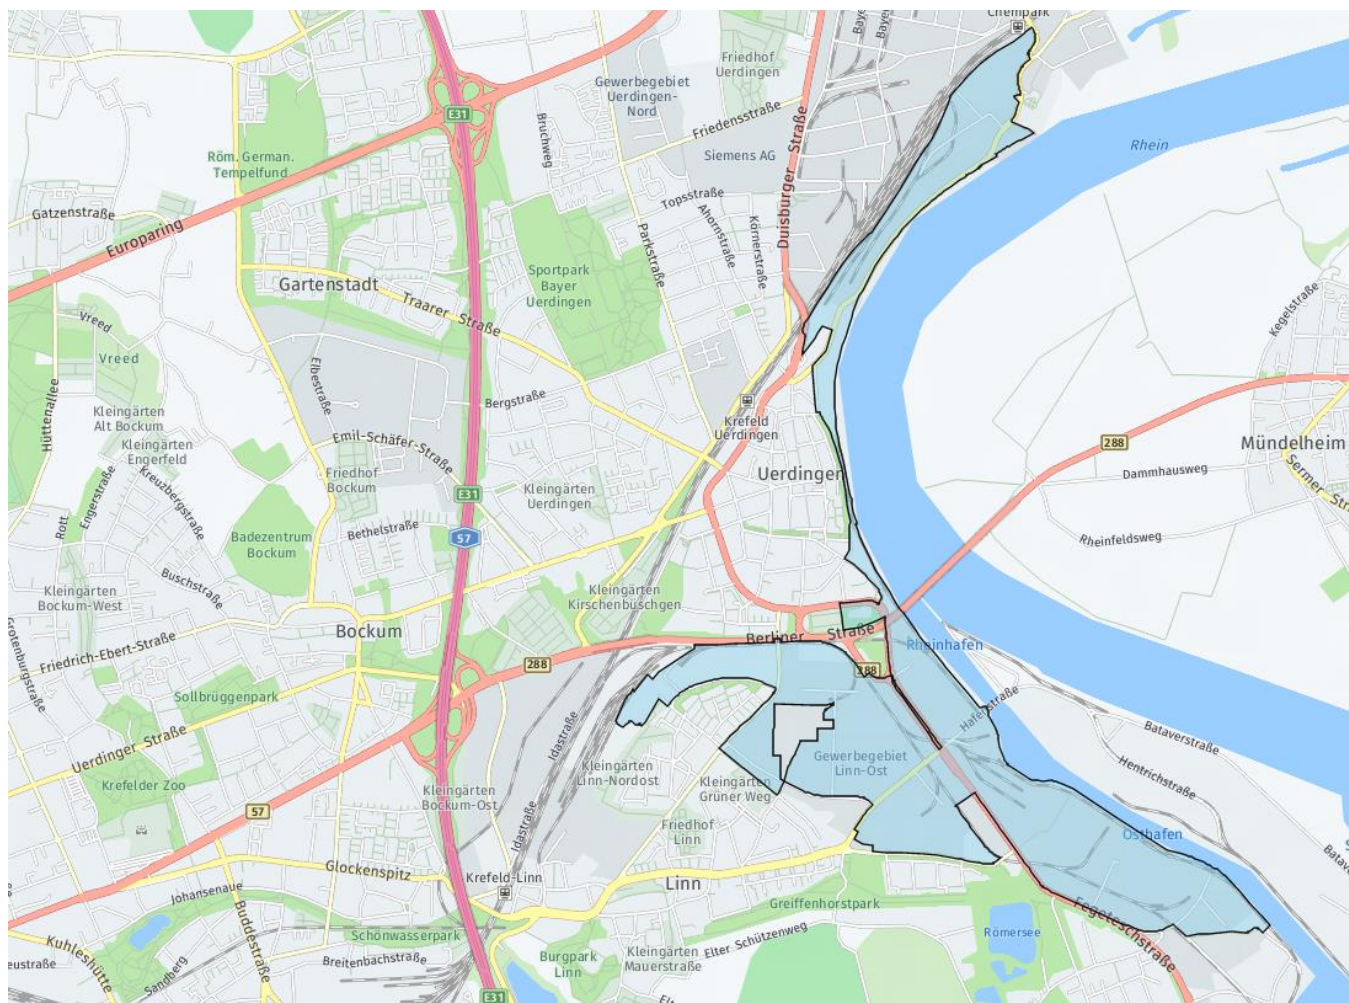 Chempark
Bayer
Bayer
Friedhof
Uerdingen
Gewerbegebiet
Uerdingen-
Nord
E31
Bruchweg
Friedensstraße
Duisburger Straße
Siemens AG
Rhein
Röm. German.
Tempelfund
Gatzenstraße
Europaring
Topsstraße
Ahornstraße
Körnerstraße
Parkstraße
Sportpark
Bayer
Uerdingen
Gartenstadt
Traarer Straße
Kegelstraße
Vreed
Vreed
Elbestraße
Hüttenallee
Kleingärten
Alt Bockum
Kleingärten
Engerfeld
Bergstraße
Krefeld
Uerdingen
288
Mündelheim
Emil-Schäfer-Straße
Friedhof
Bockum
Uerdingen
Dammhausweg
Sermer Str
Engerstraße
Kreuzbergstraße
Rott
E31
Kleingärten
Uerdingen
Bethelstraße
57
Badezentrum
Bockum
Rheinfeldsweg
Buschstraße
Kleingärten
Bockum-West
Kleingärten
Kirschenbüschgen
Grotenburgstraße
Bockum
Berliner Straße
Rheinhafen
Friedrich-Ebert-Straße
288
288
Sollbrüggenpark
Hafenstraße
Bataverstraße
Idastraße
Uerdinger Straße
Gewerbegebiet
Linn-Ost
Hentrichstraße
Kleingärten
Linn-Nordost
Kleingärten
Grüner Weg
Krefelder Zoo
Kleingärten
Bockum-Ost
57
Friedhof
Linn
Osthafen
Idastraße
Glockenspitz
Krefeld-Linn
Linn
Johansenaue
Greiffenhorstpark
Buddestraße
Fegeteschstraße
Schönwasserpark
Elter Schützenweg
Römersee
Kuhleshütte
Sandberg
Breitenbachstraße
Burgpark
Linn
Kleingärten
Mauerstraße
E31